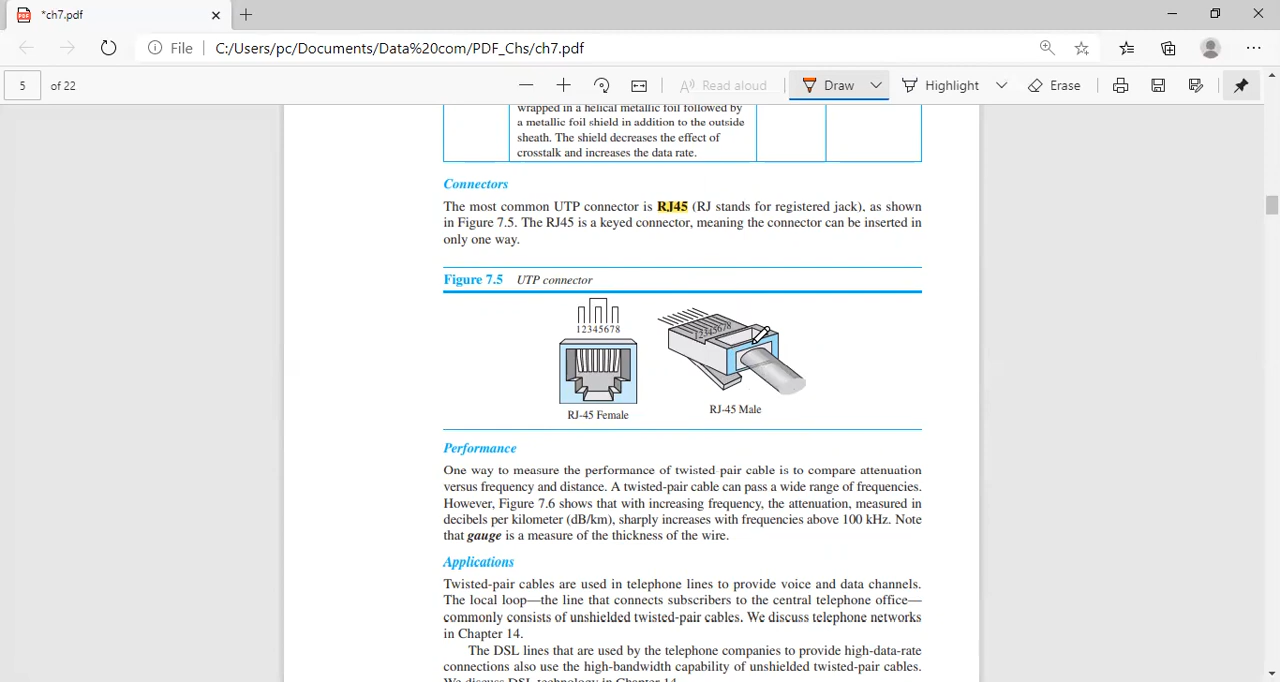 *ch7.pdf
File C:/Users/pc/Documents/Data%20com/PDF_Chs/ch7.pdf
5 of 22 Read aloud Draw Highlight Erase
wrapped in a helical metallic foil followed by
a metallic foil shield in addition to the outside
sheath. The shield decreases the effect of
crosstalk and increases the data rate.
Connectors
The most common UTP connector is RJ45 (RJ stands for registered jack), as shown
in Figure 7.5. The RJ45 is a keyed connector, meaning the connector can be inserted in
only one way.
Figure 7.5 UTP connector
12345678
12345678
RJ-45 Female
RJ-45 Male
Performance
One way to measure the performance of twisted-pair cable is to compare attenuation
versus frequency and distance. A twisted-pair cable can pass a wide range of frequencies.
However, Figure 7.6 shows that with increasing frequency, the attenuation, measured in
decibels per kilometer (dB/km), sharply increases with frequencies above 100 kHz. Note
that gauge is a measure of the thickness of the wire.
Applications
Twisted-pair cables are used in telephone lines to provide voice and data channels.
The local loop—the line that connects subscribers to the central telephone office—
commonly consists of unshielded twisted-pair cables. We discuss telephone networks
in Chapter 14.
The DSL lines that are used by the telephone companies to provide high-data-rate
connections also use the high-bandwidth capability of unshielded twisted-pair cables.
We discuss DSL technology in Chapter 14.